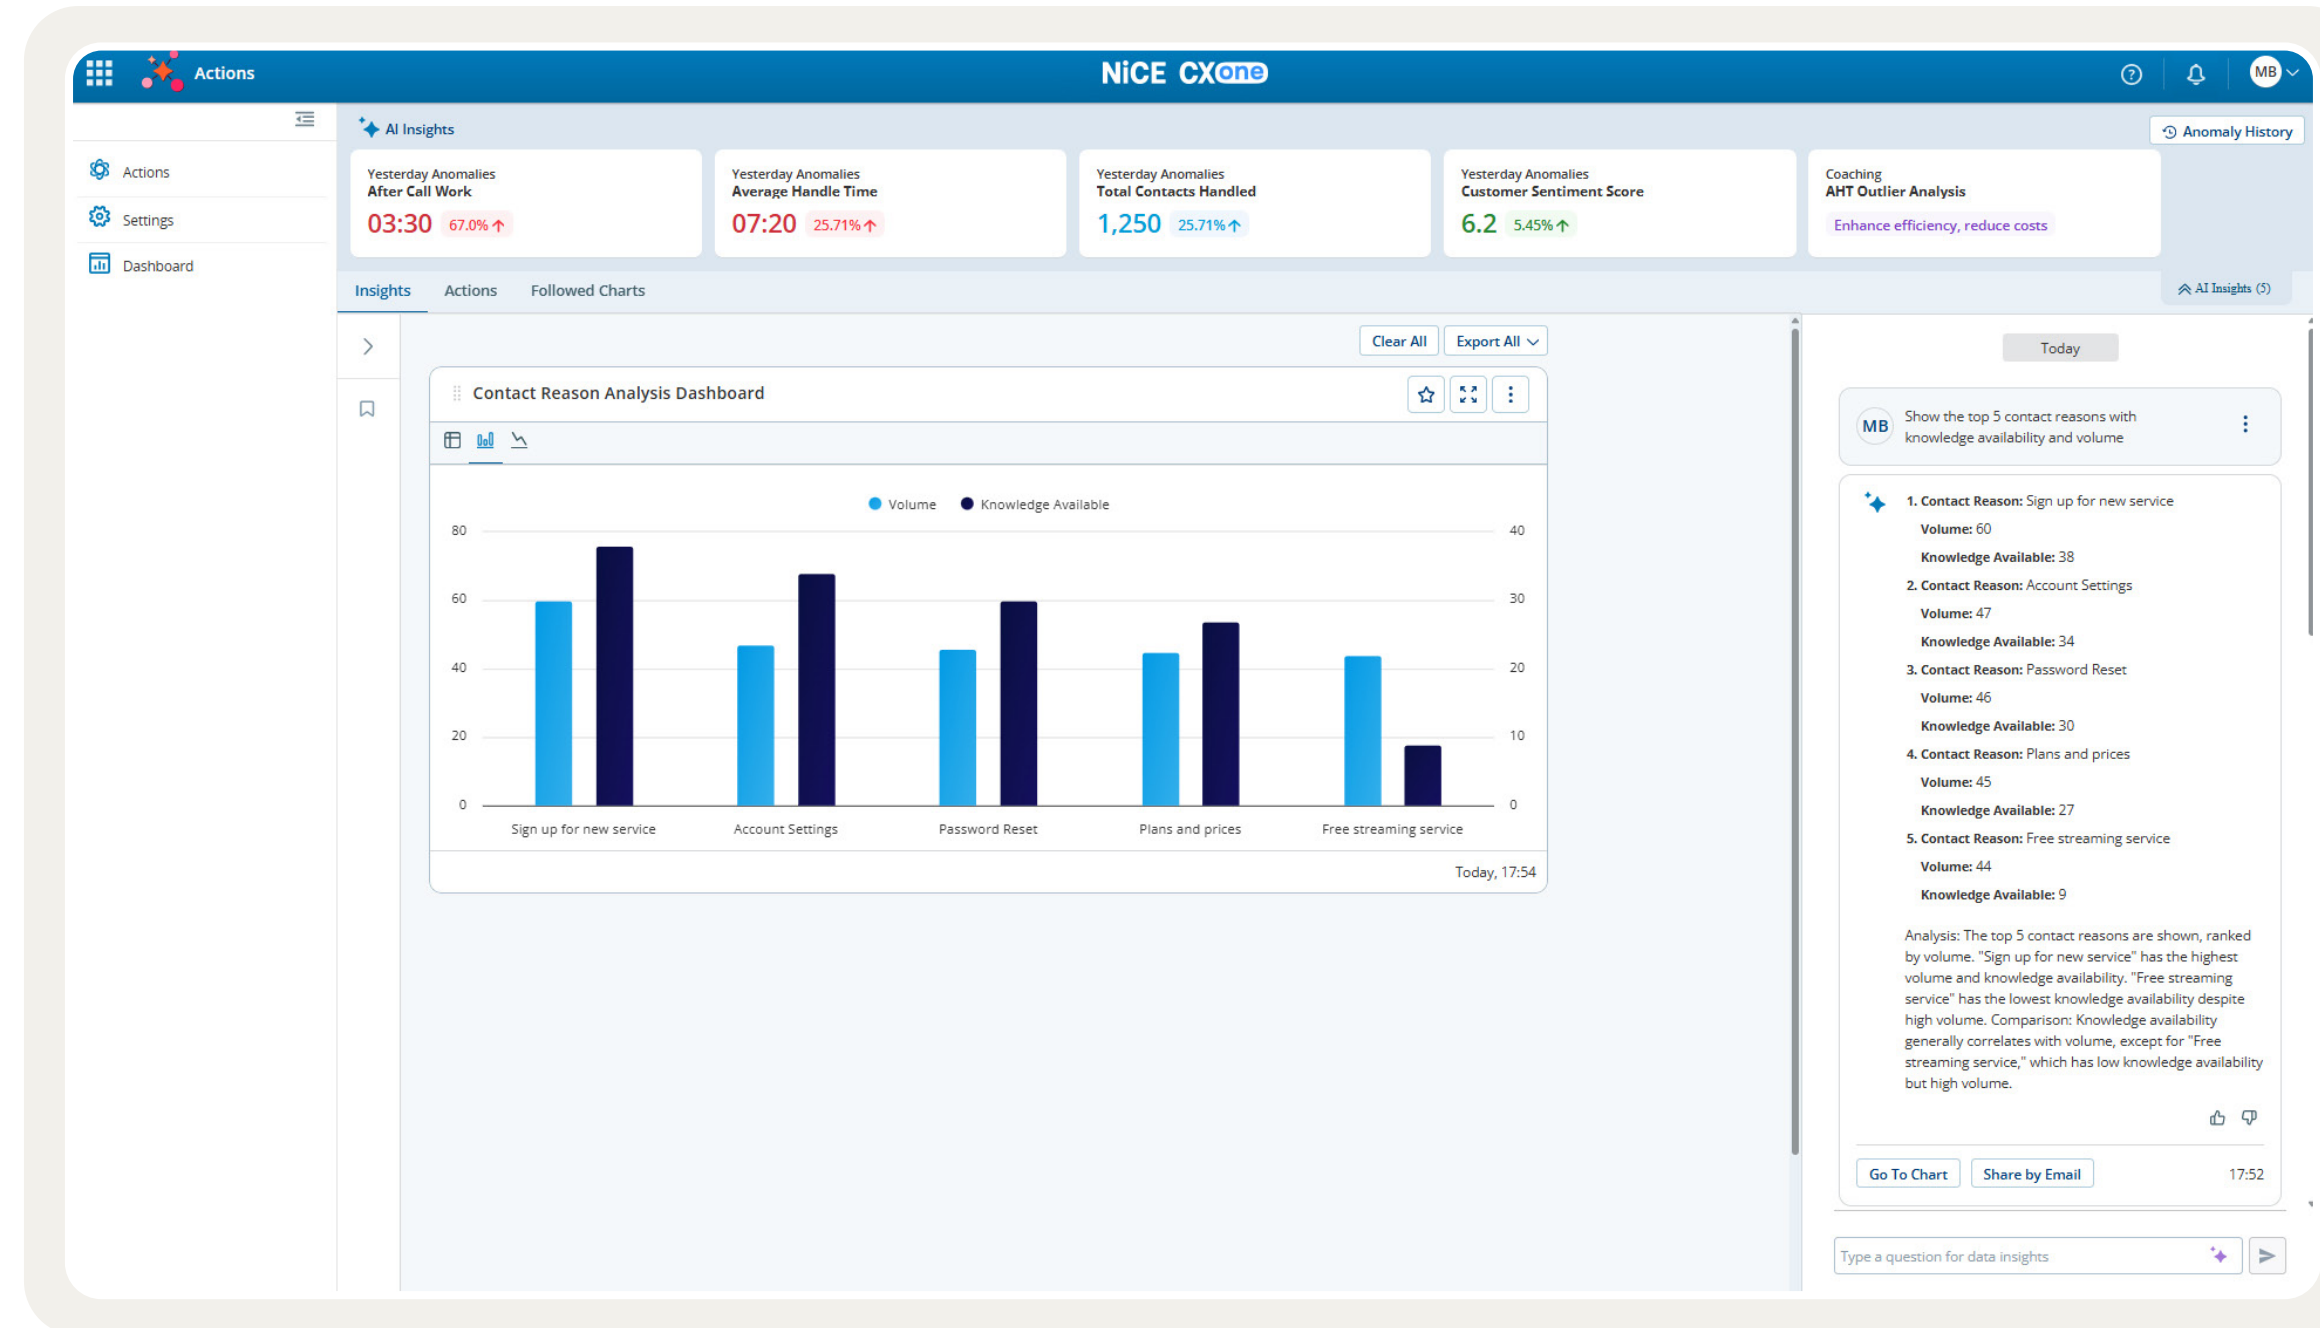 Actions
NiCE CXone
MB
Actions
Settings
Dashboard
AI Insights
Anomaly History
Yesterday Anomalies
After Call Work
03:30 67.0%
Yesterday Anomalies
Average Handle Time
07:20 25.71%
Yesterday Anomalies
Total Contacts Handled
1,250 25.71%
Yesterday Anomalies
Customer Sentiment Score
6.2 5.45%
Coaching
AHT Outlier Analysis
Enhance efficiency, reduce costs
Insights Actions Followed Charts
AI Insights (5)
Clear All Export All
Contact Reason Analysis Dashboard
Volume Knowledge Available
80 40
60 30
40 20
20 10
0 0
Sign up for new service Account Settings Password Reset Plans and prices Free streaming service
Today, 17:54
Today
MB
Show the top 5 contact reasons with
knowledge availability and volume
1. Contact Reason: Sign up for new service
Volume: 60
Knowledge Available: 38
2. Contact Reason: Account Settings
Volume: 47
Knowledge Available: 34
3. Contact Reason: Password Reset
Volume: 46
Knowledge Available: 30
4. Contact Reason: Plans and prices
Volume: 45
Knowledge Available: 27
5. Contact Reason: Free streaming service
Volume: 44
Knowledge Available: 9
Analysis: The top 5 contact reasons are shown, ranked
by volume. "Sign up for new service" has the highest
volume and knowledge availability. "Free streaming
service" has the lowest knowledge availability despite
high volume. Comparison: Knowledge availability
generally correlates with volume, except for "Free
streaming service," which has low knowledge availability
but high volume.
Go To Chart Share by Email 17:52
Type a question for data insights